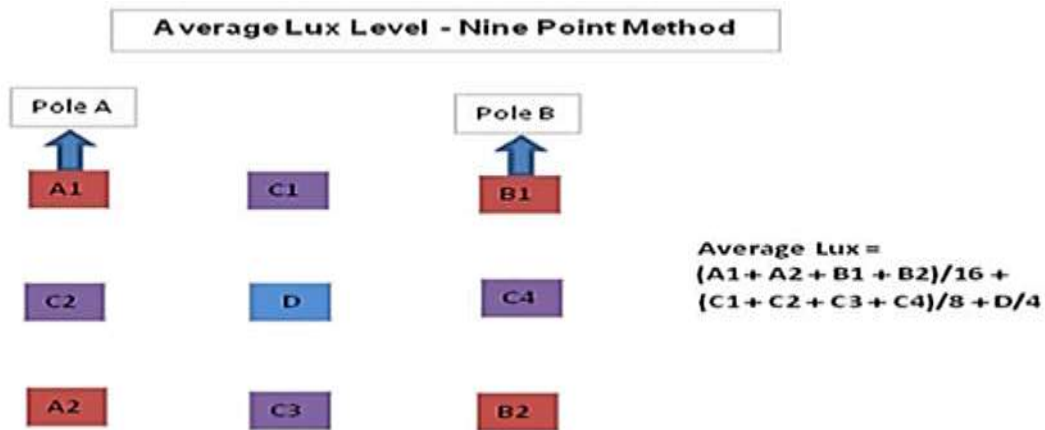 Average Lux Level - Nine Point Method
Pole A
Pole B
A1
C1
B1
C2
D
C4
A2
C3
B2
Average Lux =
(A1 + A2 + B1 + B2)/16 +
(C1 + C2 + C3 + C4)/8 + D/4